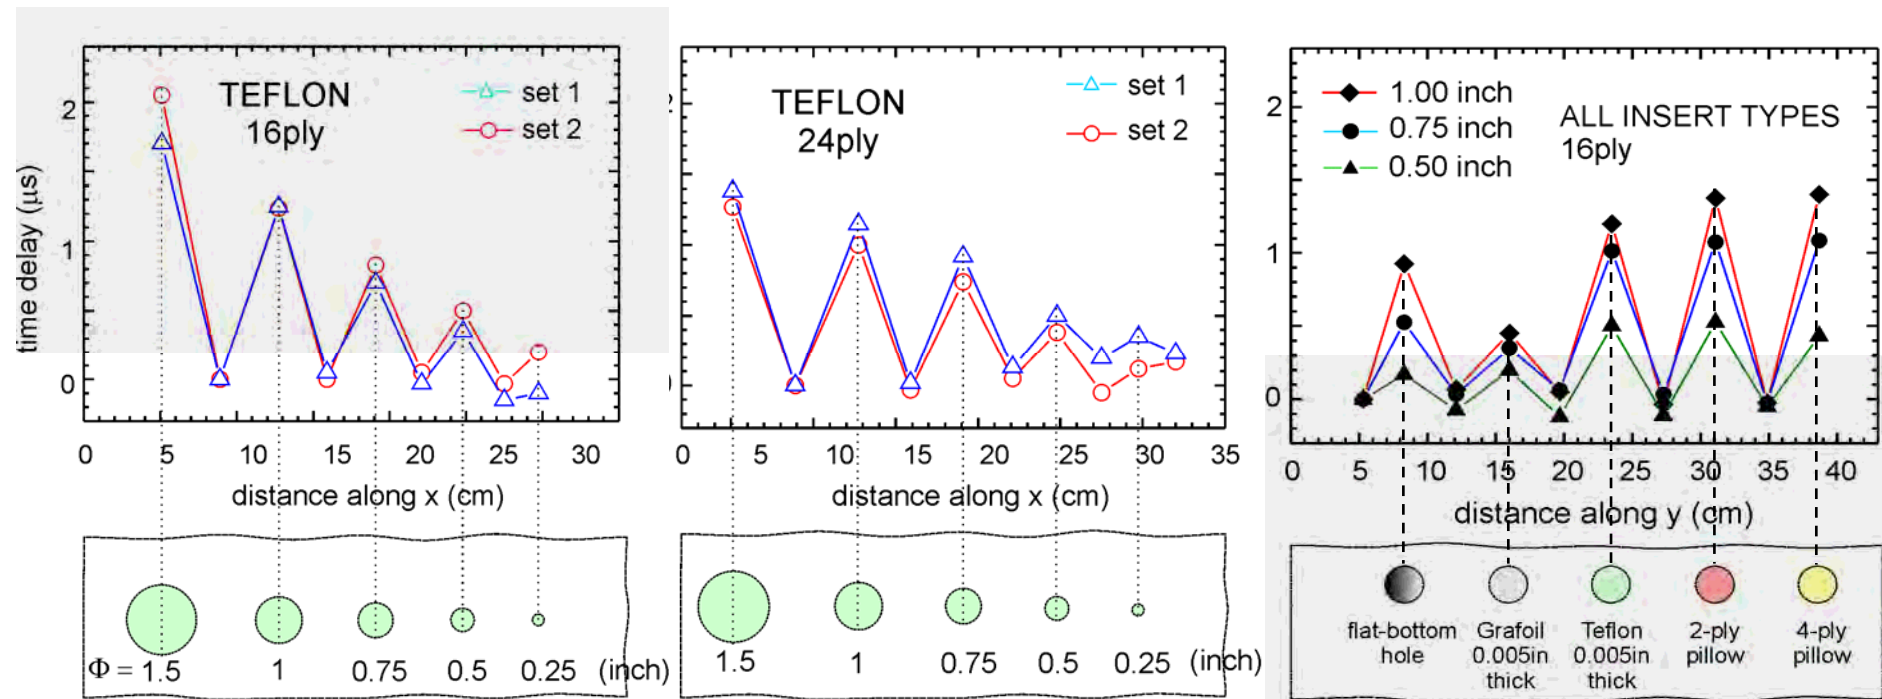 time delay (μs)
2
1
0
TEFLON
16ply
set 1
set 2
0 5 10 15 20 25 30
distance along x (cm)
Φ = 1.5 1 0.75 0.5 0.25 (inch)
TEFLON
24ply
set 1
set 2
0 5 10 15 20 25 30 35
distance along x (cm)
1.5 1 0.75 0.5 0.25 (inch)
2
1
0
1.00 inch
0.75 inch
0.50 inch
ALL INSERT TYPES
16ply
0 5 10 15 20 25 30 35 40
distance along y (cm)
flat-bottom
hole
Grafoil
0.005in
thick
Teflon
0.005in
thick
2-ply
pillow
4-ply
pillow